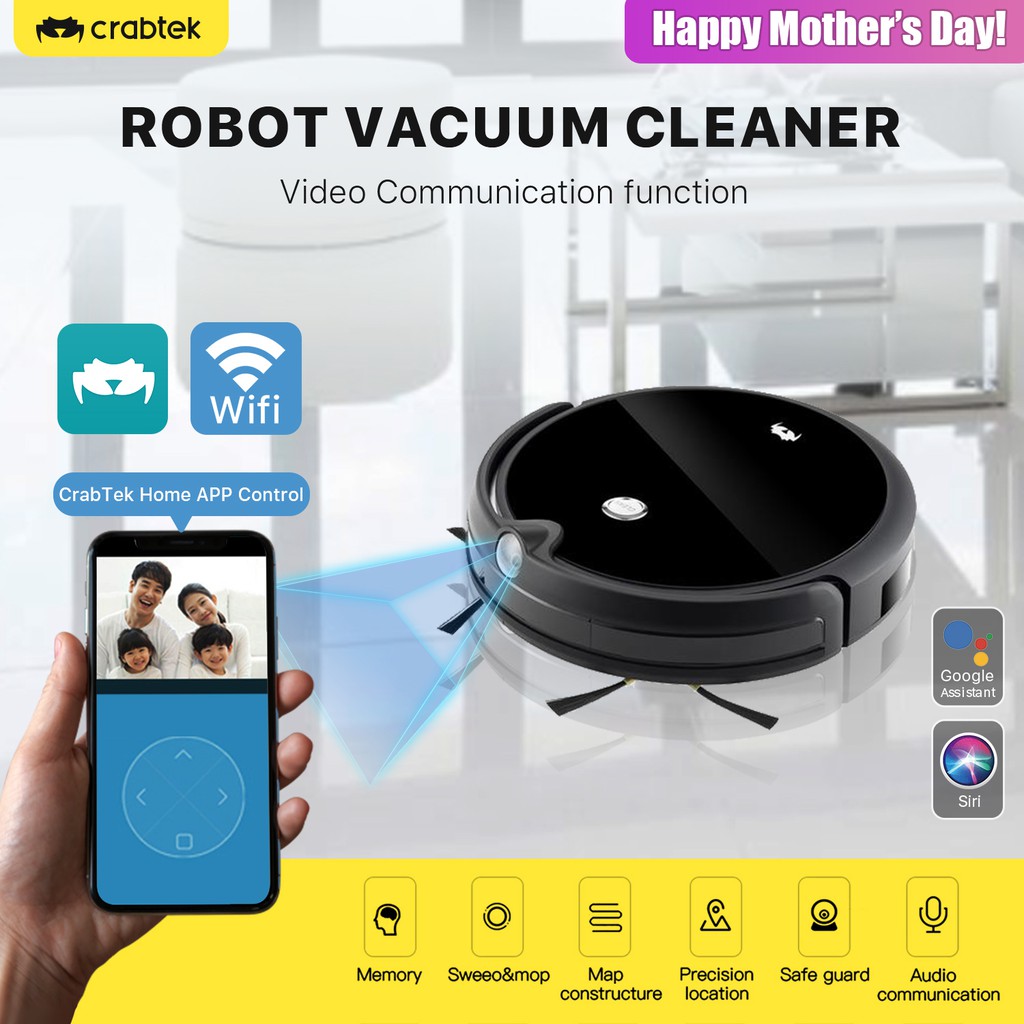 crabtek
Happy Mother's Day!
ROBOT VACUUM CLEANER
Video Communication function
Wifi
CrabTek Home APP Control
Google
Assistant
Siri
Memory
Sweeo&mop
Map
constructure
Precision
location
Safe guard
Audio
communication